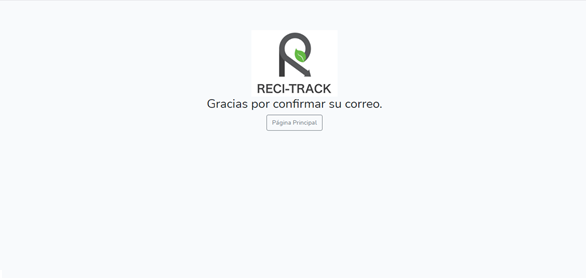 RECI-TRACK
Gracias por confirmar su correo.
Página Principal